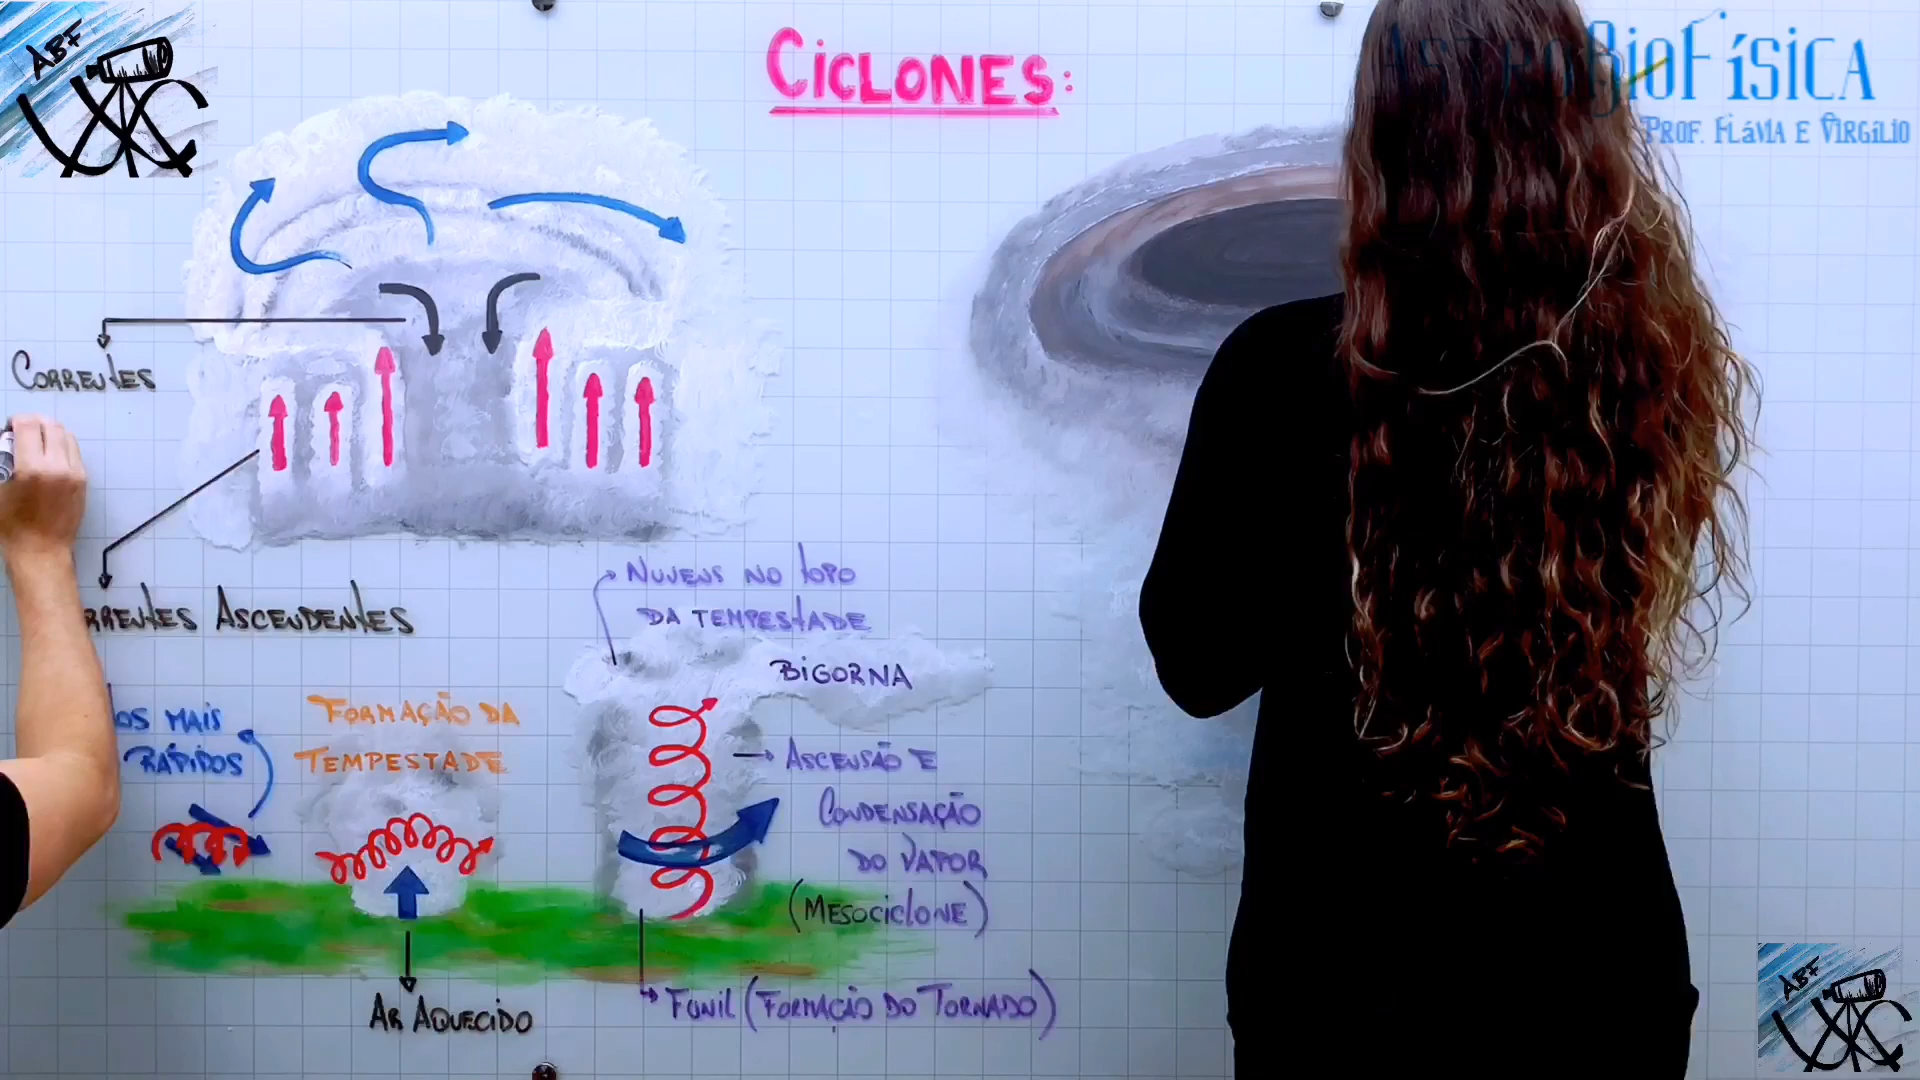 ABF
CICLONES:
ASTROBIOFÍSICA
PROF. FLÁVIA E VIRGÍLIO
CORRENTES
RRENTES ASCENDENTES
NUVENS NO TOPO
DA TEMPESTADE
BIGORNA
OS MAIS
RÁPIDOS
FORMAÇÃO DA
TEMPESTADE
ASCENSÃO E
CONDENSAÇÃO
DO VAPOR
(MESOCICLONE)
AR AQUECIDO
FUNIL (FORMAÇÃO DO TORNADO)
ABF